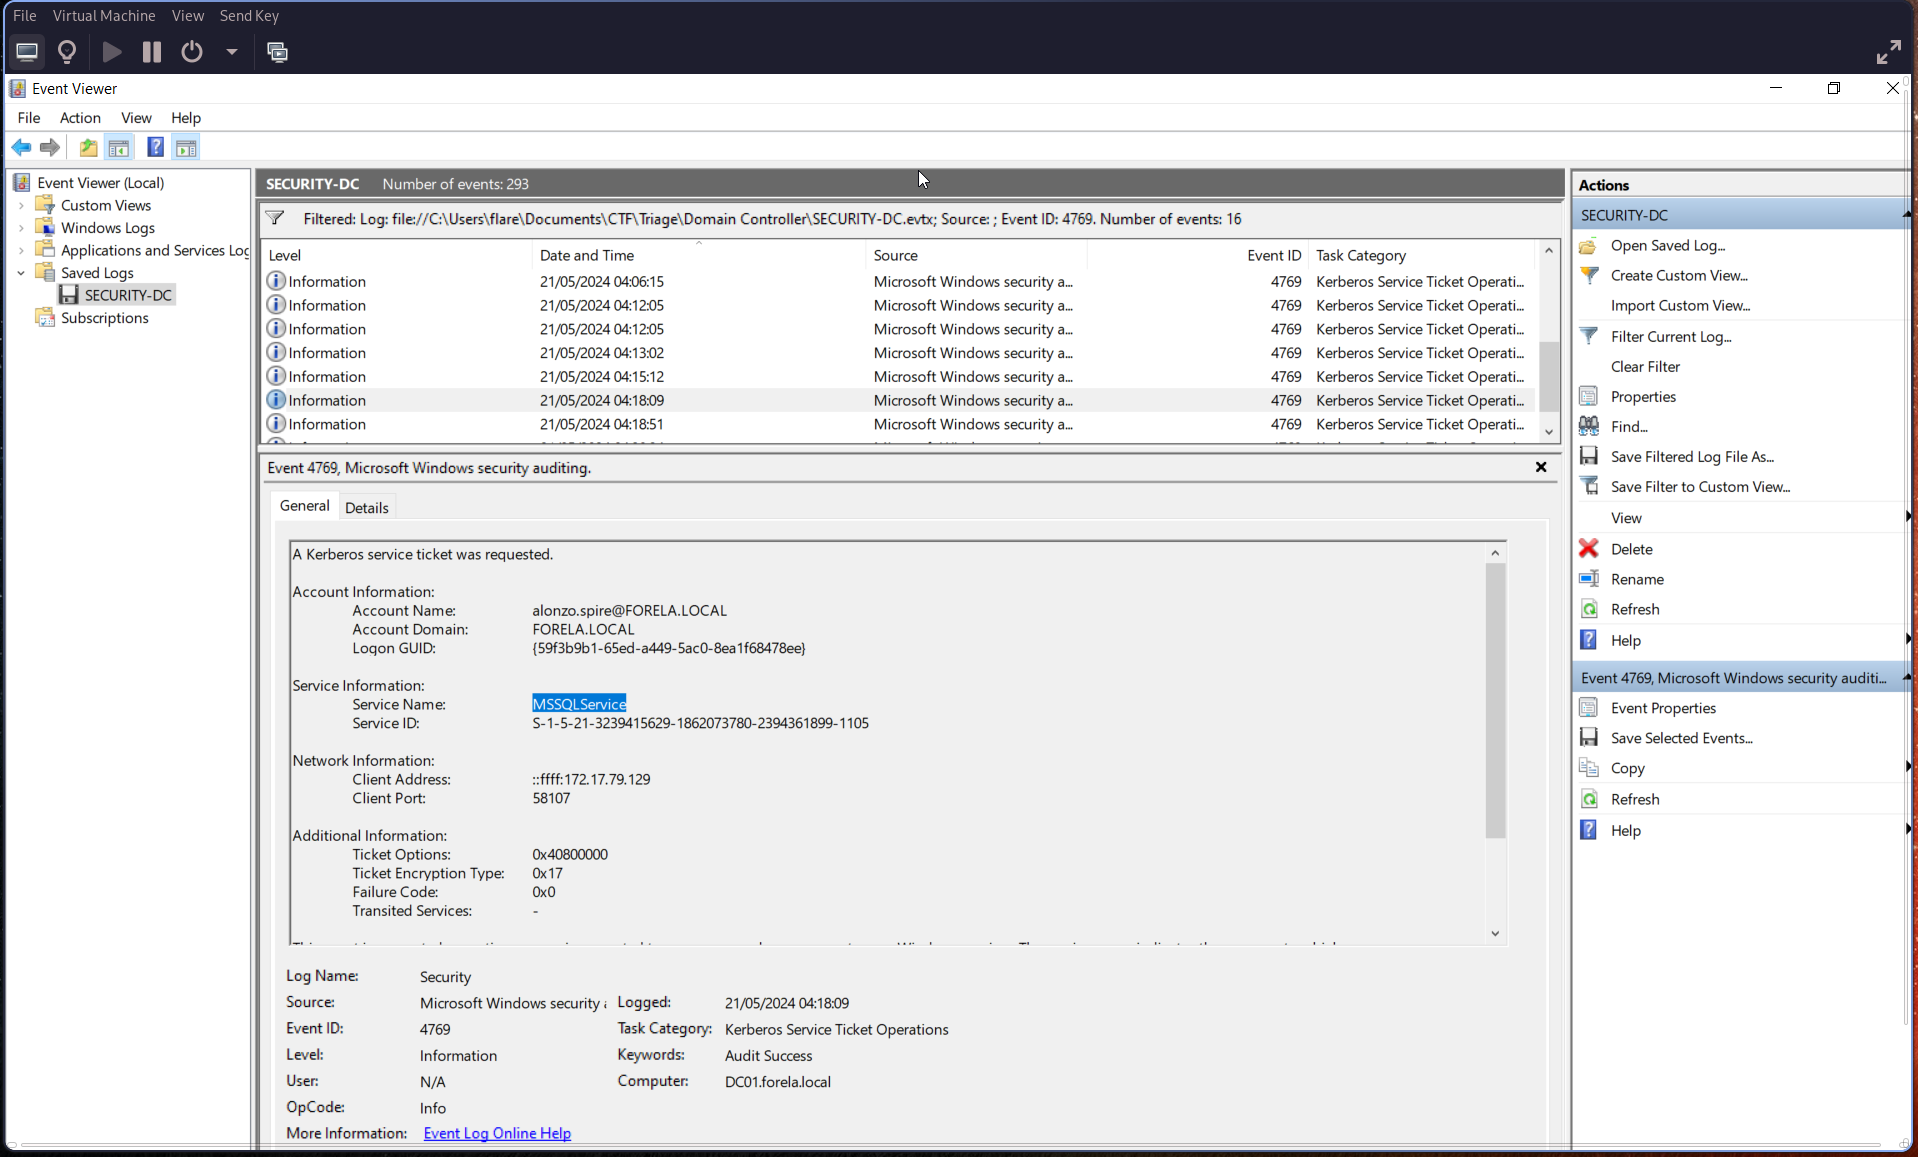 File Virtual Machine View Send Key
Event Viewer
File Action View Help
Event Viewer (Local)
Custom Views
Windows Logs
Applications and Services Log
Saved Logs
SECURITY-DC
Subscriptions
SECURITY-DC Number of events: 293
Filtered: Log: file://C:\Users\flare\Documents\CTF\Triage\Domain Controller\SECURITY-DC.evtx; Source: ; Event ID: 4769. Number of events: 16
Level Date and Time Source Event ID Task Category
Information 21/05/2024 04:06:15 Microsoft Windows security a... 4769 Kerberos Service Ticket Operati...
Information 21/05/2024 04:12:05 Microsoft Windows security a... 4769 Kerberos Service Ticket Operati...
Information 21/05/2024 04:12:05 Microsoft Windows security a... 4769 Kerberos Service Ticket Operati...
Information 21/05/2024 04:13:02 Microsoft Windows security a... 4769 Kerberos Service Ticket Operati...
Information 21/05/2024 04:15:12 Microsoft Windows security a... 4769 Kerberos Service Ticket Operati...
Information 21/05/2024 04:18:09 Microsoft Windows security a... 4769 Kerberos Service Ticket Operati...
Information 21/05/2024 04:18:51 Microsoft Windows security a... 4769 Kerberos Service Ticket Operati...
Event 4769, Microsoft Windows security auditing.
General Details
A Kerberos service ticket was requested.
Account Information:
Account Name: alonzo.spire@FORELA.LOCAL
Account Domain: FORELA.LOCAL
Logon GUID: {59f3b9b1-65ed-a449-5ac0-8ea1f68478ee}
Service Information:
Service Name: MSSQLService
Service ID: S-1-5-21-3239415629-1862073780-2394361899-1105
Network Information:
Client Address: ::ffff:172.17.79.129
Client Port: 58107
Additional Information:
Ticket Options: 0x40800000
Ticket Encryption Type: 0x17
Failure Code: 0x0
Transited Services: -
Log Name: Security
Source: Microsoft Windows security Logged: 21/05/2024 04:18:09
Event ID: 4769 Task Category: Kerberos Service Ticket Operations
Level: Information Keywords: Audit Success
User: N/A Computer: DC01.forela.local
OpCode: Info
More Information: Event Log Online Help
Actions
SECURITY-DC
Open Saved Log...
Create Custom View...
Import Custom View...
Filter Current Log...
Clear Filter
Properties
Find...
Save Filtered Log File As...
Save Filter to Custom View...
View
Delete
Rename
Refresh
Help
Event 4769, Microsoft Windows security auditi...
Event Properties
Save Selected Events...
Copy
Refresh
Help